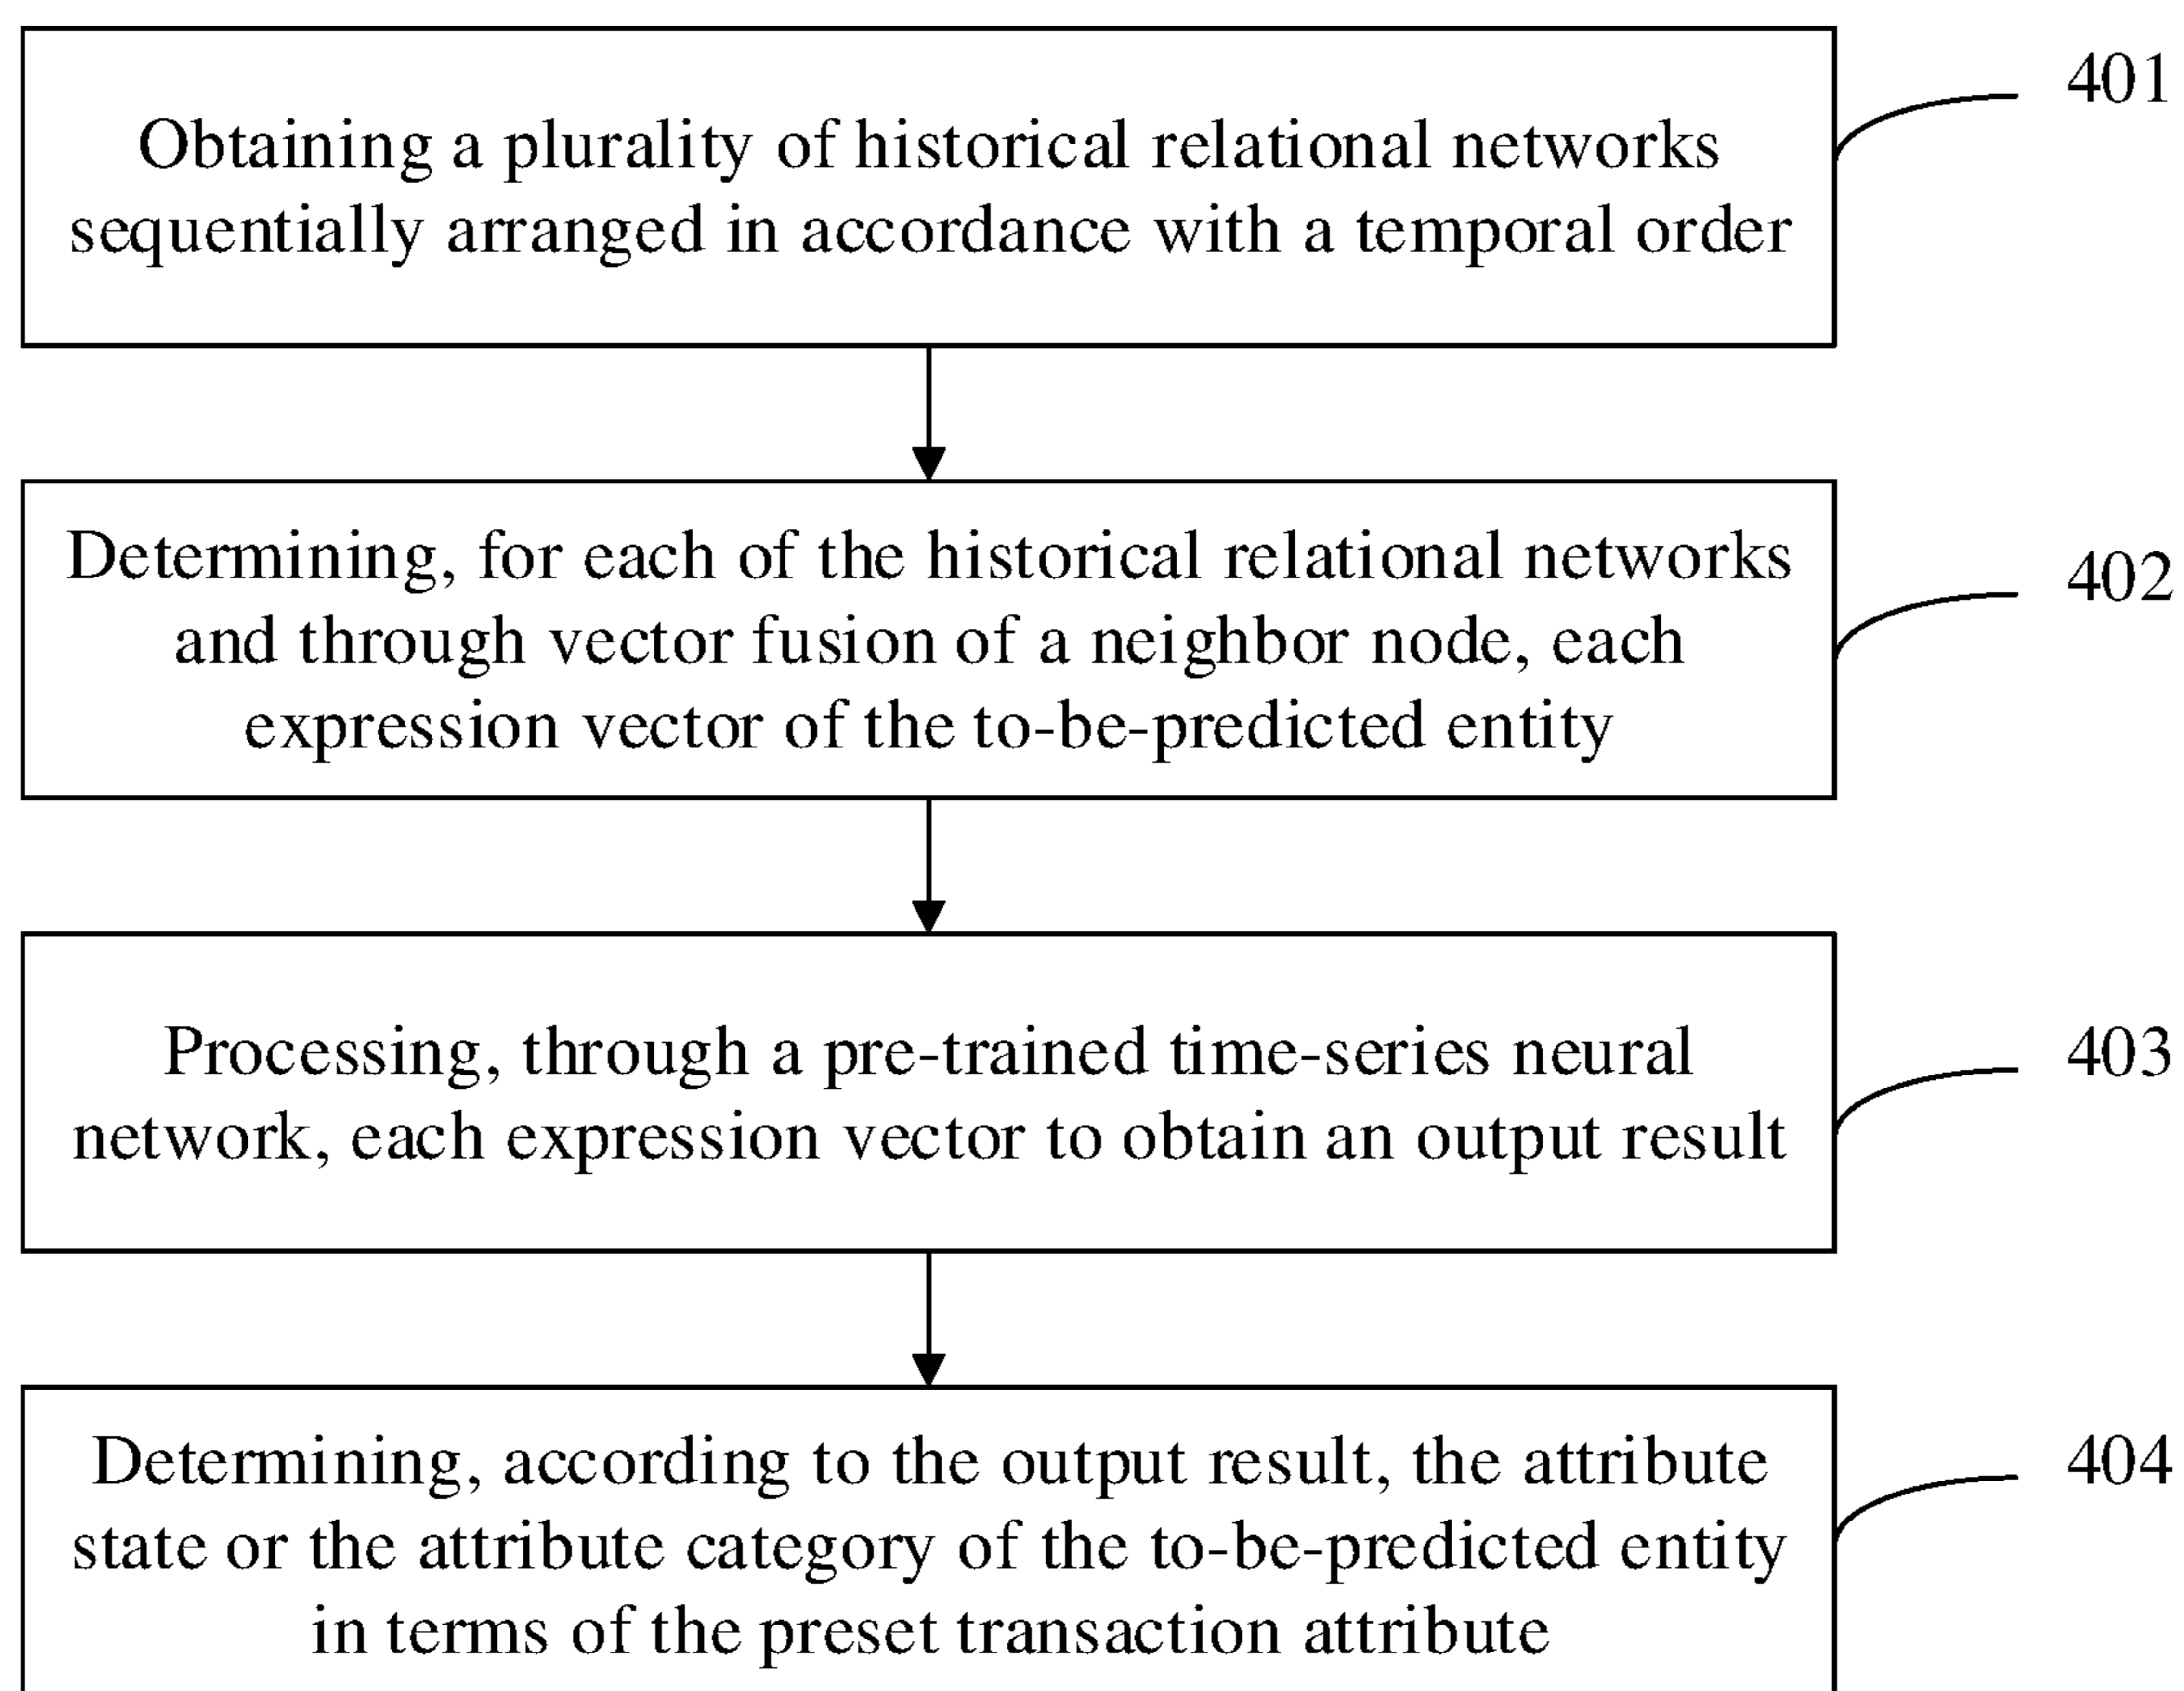 Obtaining a plurality of historical relational networks
sequentially arranged in accordance with a temporal order
401
Determining, for each of the historical relational networks
and through vector fusion of a neighbor node, each
expression vector of the to-be-predicted entity
402
Processing, through a pre-trained time-series neural
network, each expression vector to obtain an output result
403
Determining, according to the output result, the attribute
state or the attribute category of the to-be-predicted entity
in terms of the preset transaction attribute
404